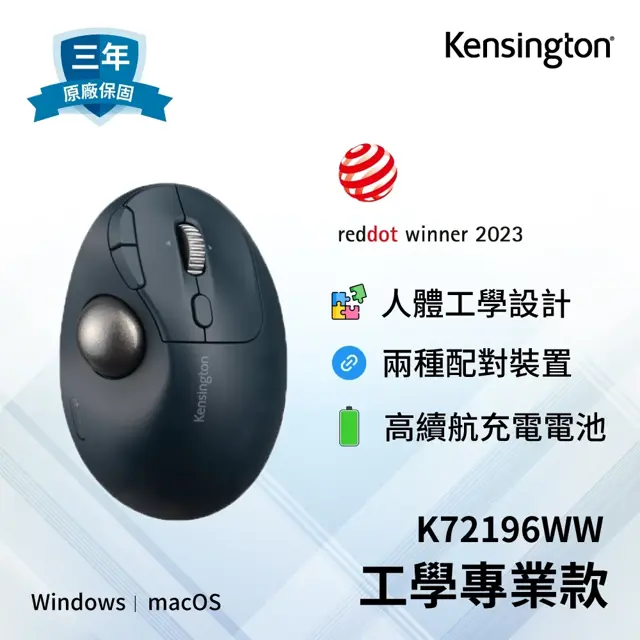 三年
原廠保固
Kensington
reddot winner 2023
人體工學設計
兩種配對裝置
高續航充電電池
Kensington
K72196WW
工學專業款
Windows | macOS